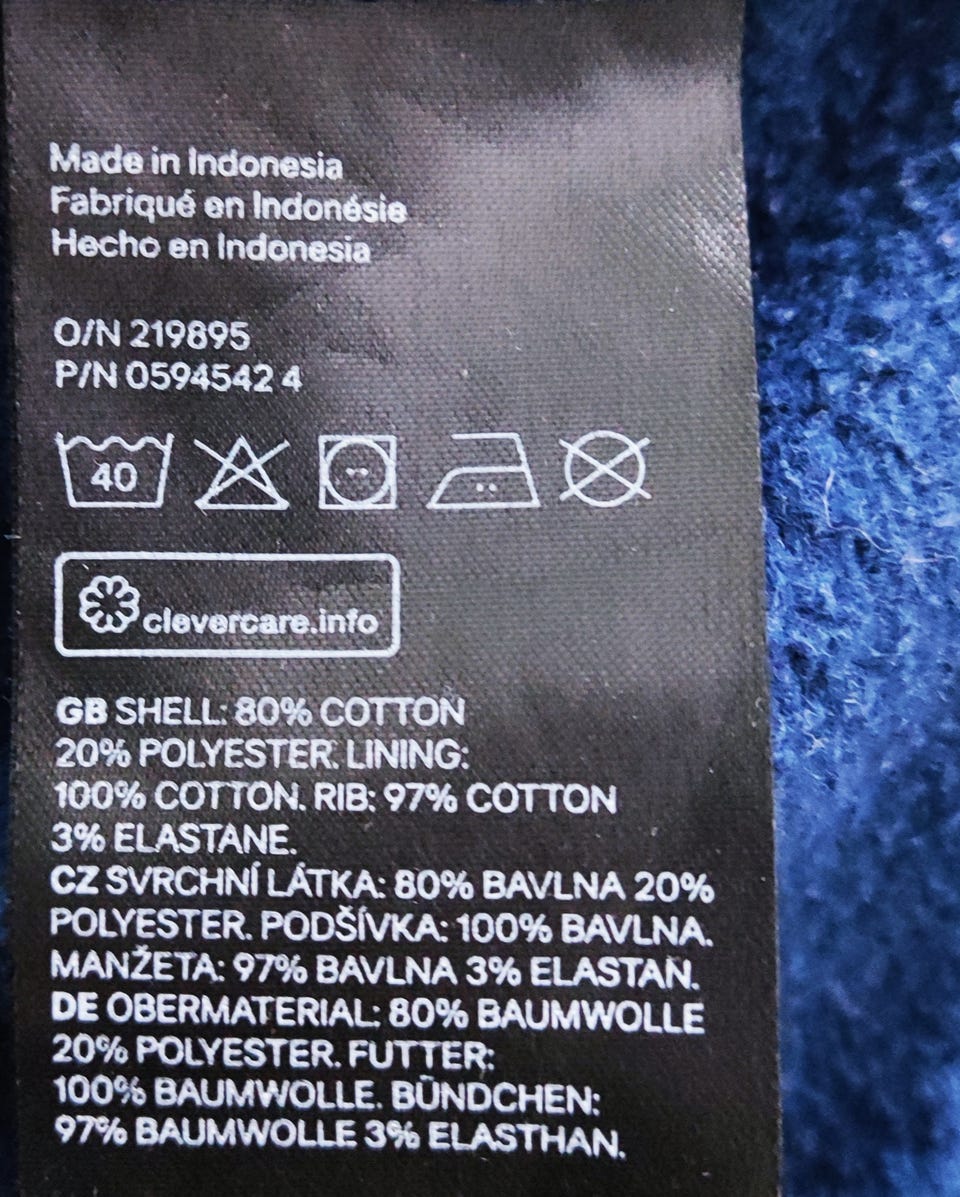 Made in Indonesia
Fabriqué en Indonésie
Hecho en Indonesia
O/N 219895
P/N 0594542 4
40
clevercare.info
GB SHELL: 80% COTTON
20% POLYESTER. LINING:
100% COTTON. RIB: 97% COTTON
3% ELASTANE.
CZ SVRCHNÍ LÁTKA: 80% BAVLNA 20%
POLYESTER. PODŠÍVKA: 100% BAVLNA.
MANŽETA: 97% BAVLNA 3% ELASTAN.
DE OBERMATERIAL: 80% BAUMWOLLE
20% POLYESTER. FUTTER:
100% BAUMWOLLE. BÜNDCHEN:
97% BAUMWOLLE 3% ELASTHAN.